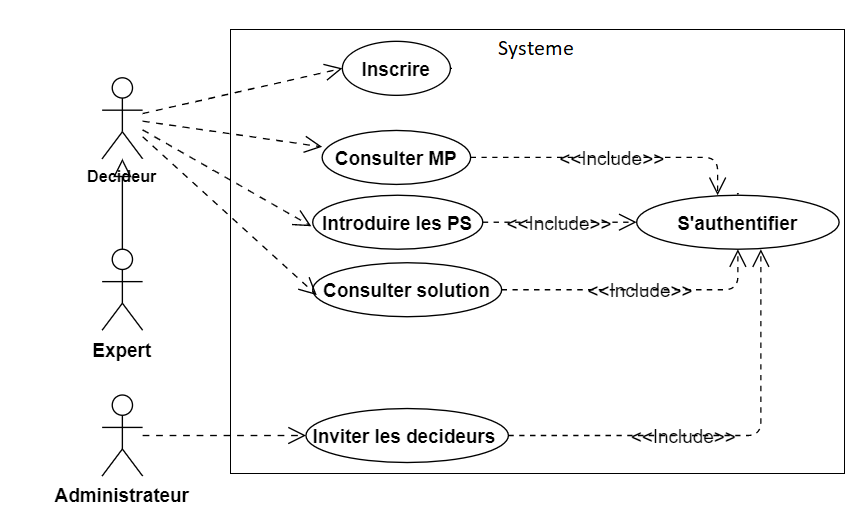 Systeme
Inscrire
Decideur
Consulter MP
<<Include>>
Introduire les PS
<<Include>>
S'authentifier
Consulter solution
<<Include>>
Expert
Inviter les decideurs
<<Include>>
Administrateur